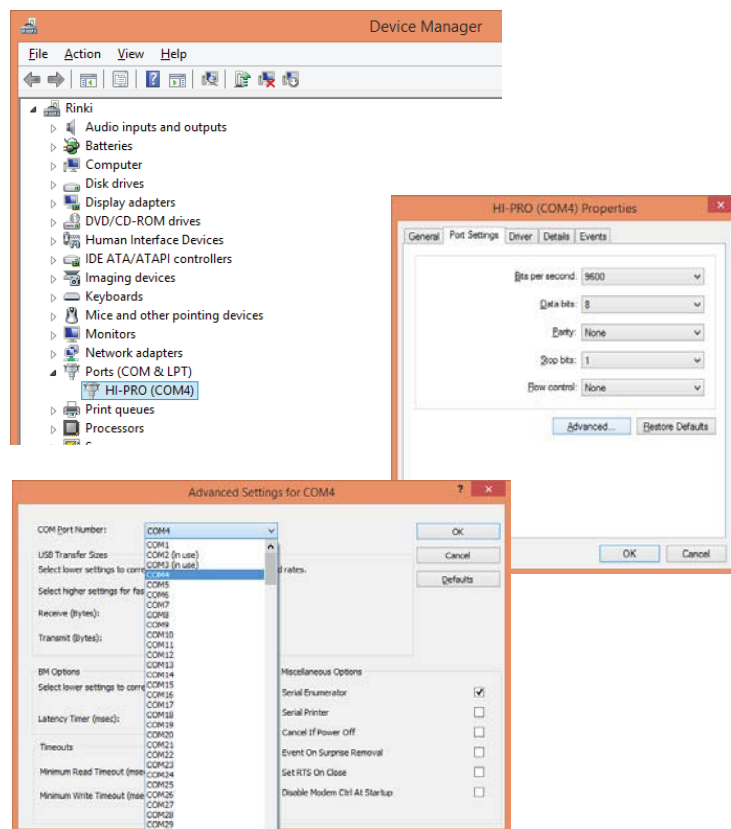 Device Manager
File Action View Help
Rinki
Audio inputs and outputs
Batteries
Computer
Disk drives
Display adapters
DVD/CD-ROM drives
Human Interface Devices
IDE ATA/ATAPI controllers
Imaging devices
Keyboards
Mice and other pointing devices
Monitors
Network adapters
Ports (COM & LPT)
HI-PRO (COM4)
Print queues
Processors
HI-PRO (COM4) Properties
General Port Settings Driver Details Events
Bits per second: 9600
Data bits: 8
Parity: None
Stop bits: 1
Flow control: None
Advanced... Restore Defaults
OK Cancel
Advanced Settings for COM4
COM Port Number: COM4
OK
Cancel
Defaults
COM1
COM2 (in use)
COM3 (in use)
COM4
COM5
COM6
COM7
COM8
COM9
COM10
COM11
COM12
COM13
COM14
COM15
COM16
COM17
COM18
COM19
COM20
COM21
COM22
COM23
COM24
COM25
COM26
COM27
COM28
COM29
USB Transfer Sizes
Select lower settings to corre d rates.
Select higher settings for fas
Receive (Bytes):
Transmit (Bytes):
BM Options
Select lower settings to corre
Latency Timer (msec):
Timeouts
Minimum Read Timeout (mse
Minimum Write Timeout (mse
Miscellaneous Options
Serial Enumerator
Serial Printer
Cancel If Power Off
Event On Surprise Removal
Set RTS On Close
Disable Modem Ctrl At Startup